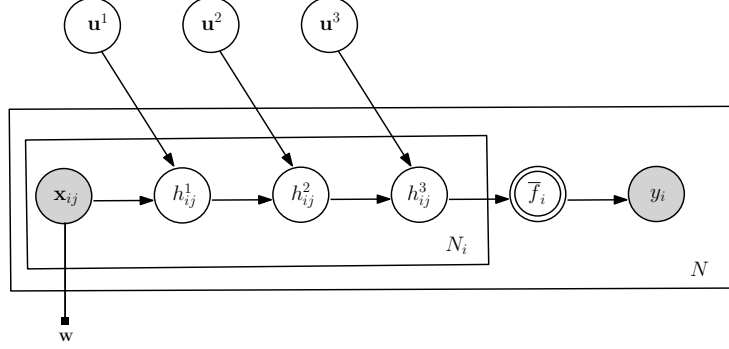 u¹ u² u³
x_ij h¹_ij h²_ij h³_ij f̅_i y_i
N_i
N
w